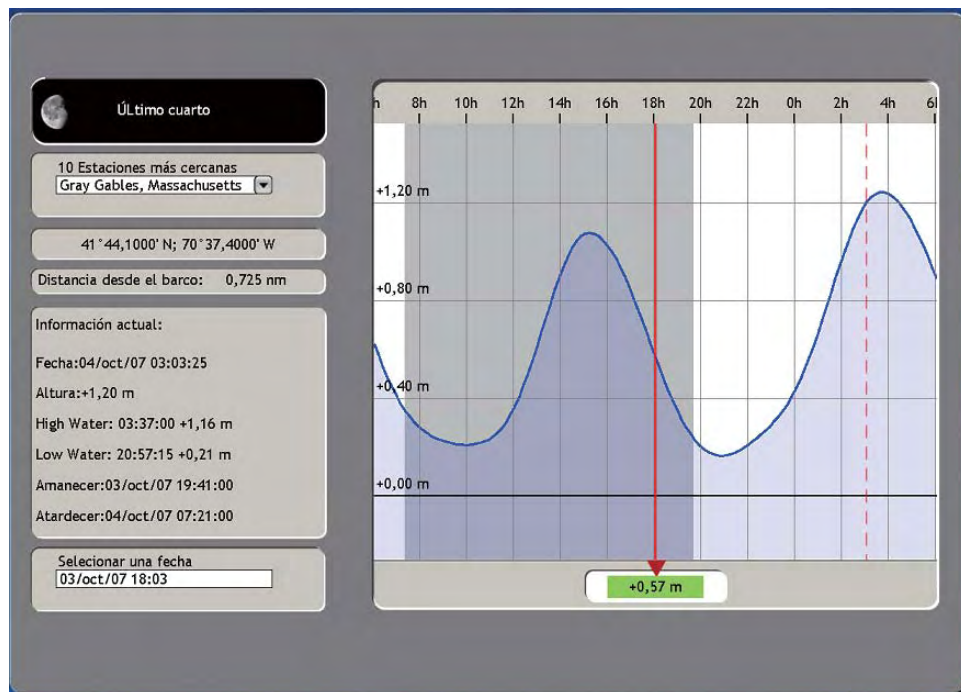 ÚLtimo cuarto
10 Estaciones más cercanas
Gray Gables, Massachusetts
41°44,1000' N; 70°37,4000' W
Distancia desde el barco: 0,725 nm
Información actual:
Fecha:04/oct/07 03:03:25
Altura:+1,20 m
High Water: 03:37:00 +1,16 m
Low Water: 20:57:15 +0,21 m
Amanecer:03/oct/07 19:41:00
Atardecer:04/oct/07 07:21:00
Selecionar una fecha
03/oct/07 18:03
h 8h 10h 12h 14h 16h 18h 20h 22h 0h 2h 4h 6
+1,20 m
+0,80 m
+0,40 m
+0,00 m
+0,57 m